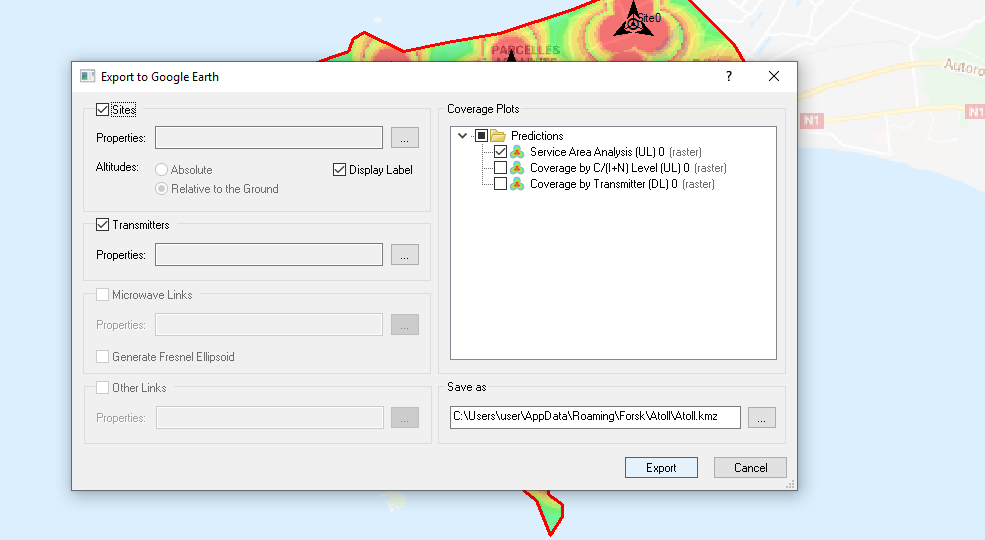 Site0
PARCELLES
Autorou
N1
N1
Export to Google Earth
?
Sites
Properties:
...
Altitudes:
Absolute
Display Label
Relative to the Ground
Transmitters
Properties:
...
Microwave Links
Properties:
...
Generate Fresnel Ellipsoid
Other Links
Properties:
...
Coverage Plots
Predictions
Service Area Analysis (UL) 0 (raster)
Coverage by C/(I+N) Level (UL) 0 (raster)
Coverage by Transmitter (DL) 0 (raster)
Save as
C:\Users\user\AppData\Roaming\Forsk\Atoll\Atoll.kmz
...
Export
Cancel